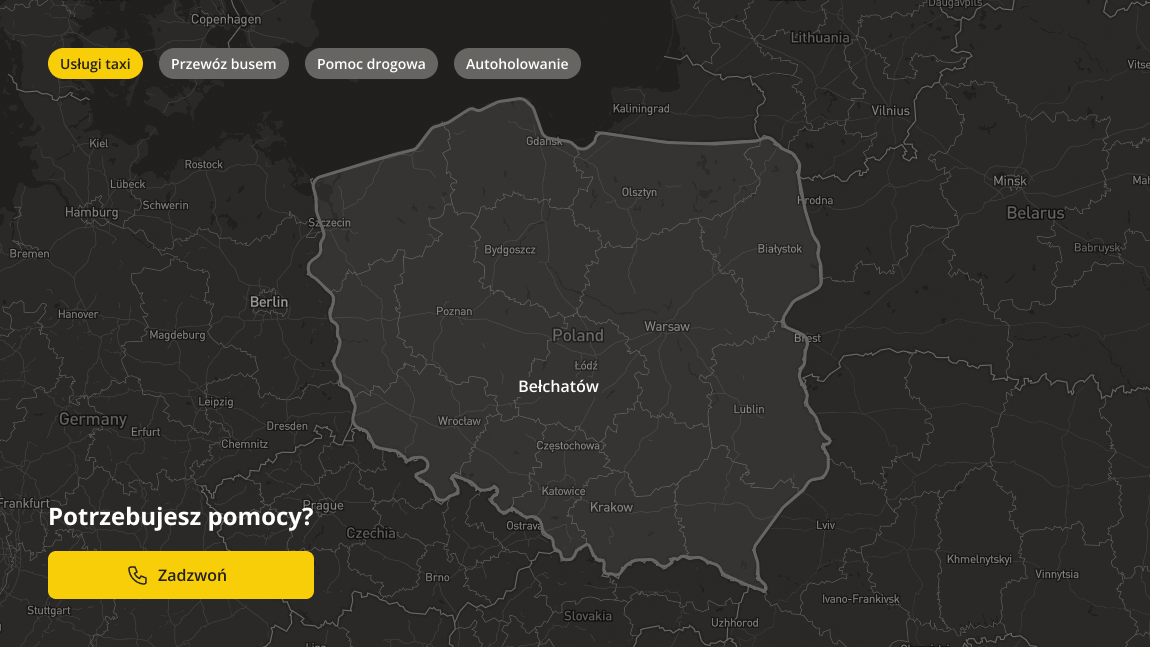 Copenhagen
Daugavpils
Lithuania
Usługi taxi
Przewóz busem
Pomoc drogowa
Autoholowanie
Kaliningrad
Vilnius
Kiel
Gdańsk
Rostock
Lübeck
Schwerin
Hamburg
Olsztyn
Minsk
Hrodna
Belarus
Szczecin
Bremen
Bydgoszcz
Białystok
Babruysk
Berlin
Hanover
Poznan
Warsaw
Magdeburg
Poland
Brest
Łódź
Bełchatów
Leipzig
Lublin
Germany
Erfurt
Dresden
Wrocław
Chemnitz
Częstochowa
Katowice
Frankfurt
Prague
Krakow
Potrzebujesz pomocy?
Czechia
Ostrava
Lviv
Khmelnytskyi
Zadzwoń
Brno
Vinnytsia
Stuttgart
Ivano-Frankivsk
Slovakia
Uzhhorod